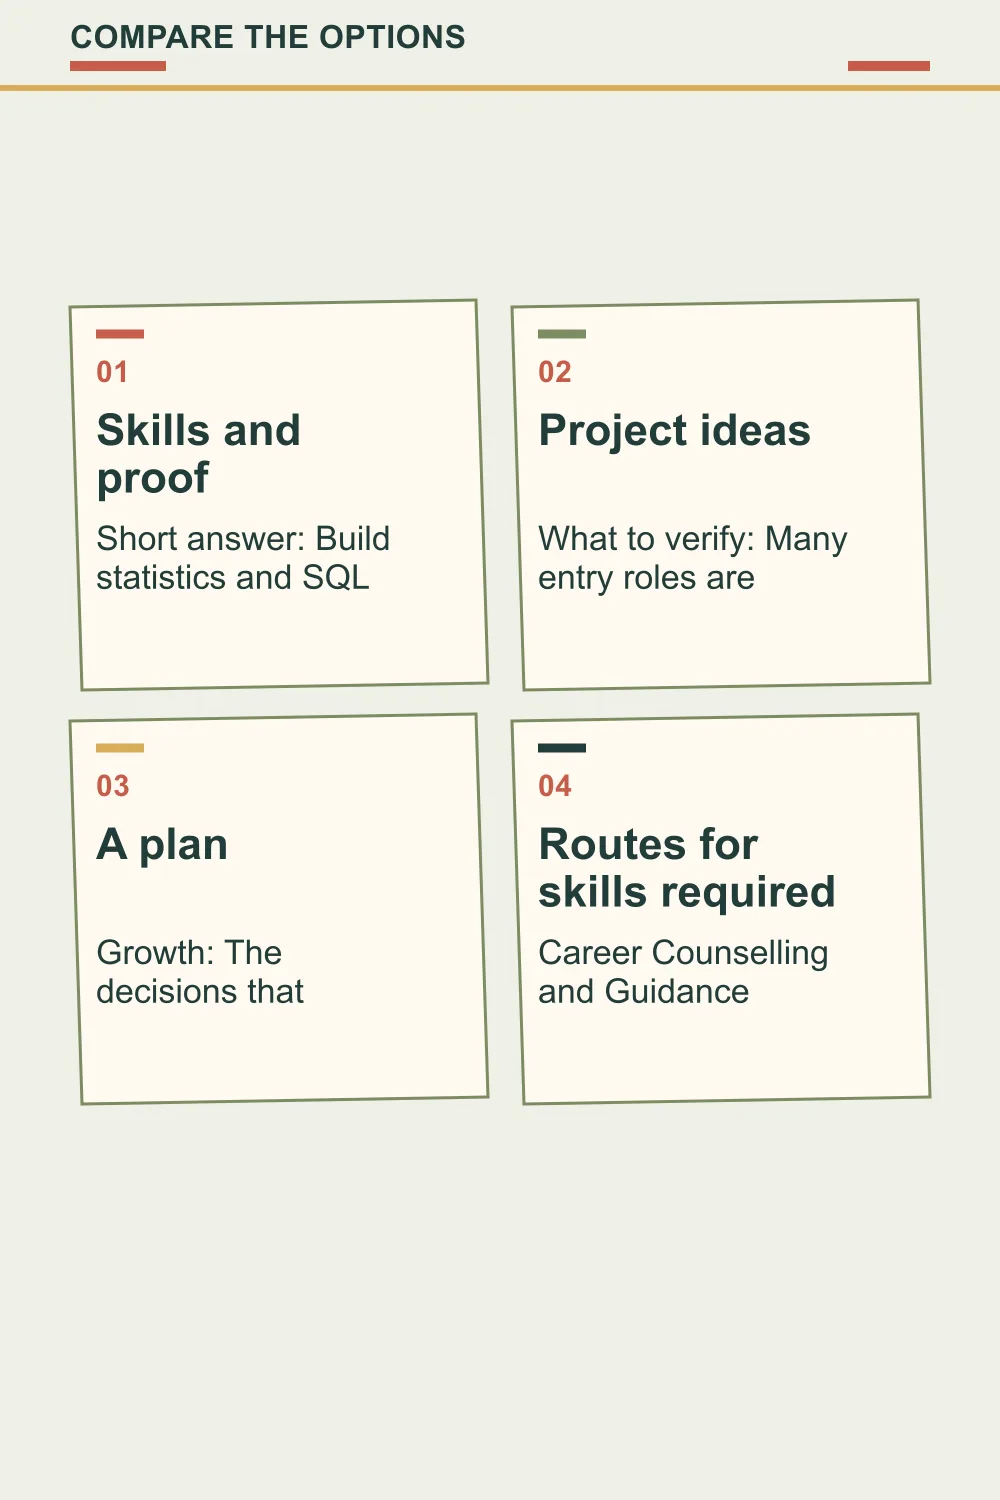 COMPARE THE OPTIONS
01
Skills and
proof
Short answer: Build
statistics and SQL
02
Project ideas
What to verify: Many
entry roles are
03
A plan
Growth: The
decisions that
04
Routes for
skills required
Career Counselling
and Guidance